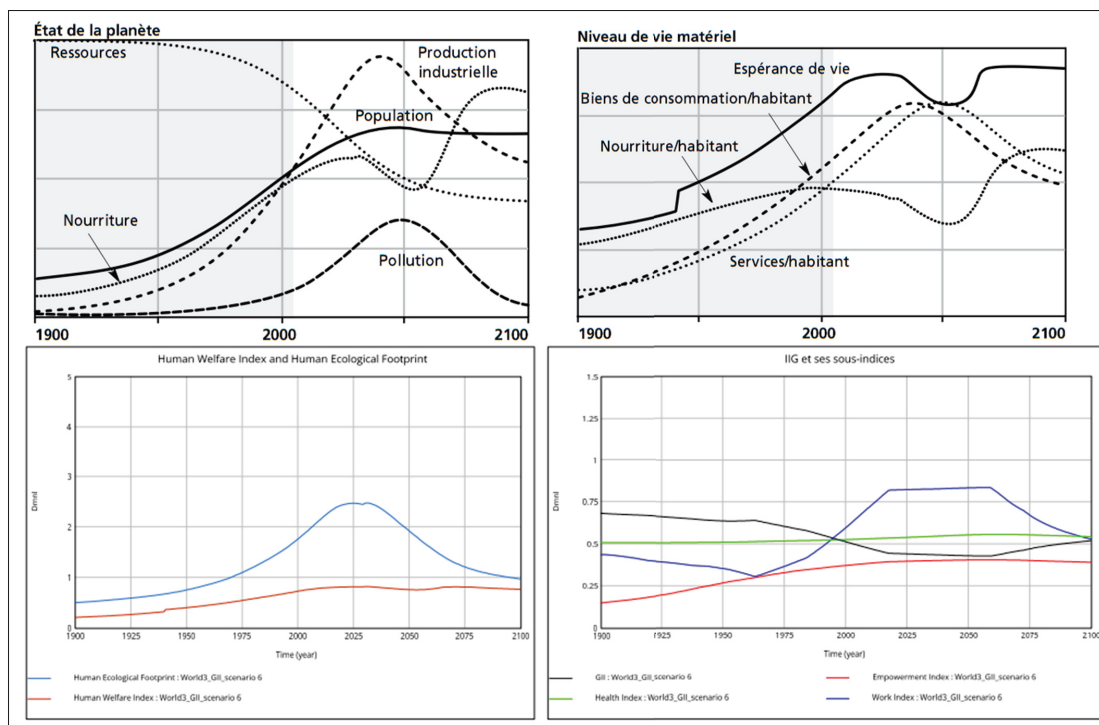 État de la planète
Ressources
Production
industrielle
Population
Nourriture
Pollution
1900
2000
2100
Niveau de vie matériel
Espérance de vie
Biens de consommation/habitant
Nourriture/habitant
Services/habitant
1900
2000
2100
Human Welfare Index and Human Ecological Footprint
5
4
3
2
1
0
Dmnl
1900 1925 1950 1975 2000 2025 2050 2075 2100
Time (year)
Human Ecological Footprint : World3_GII_scenario 6
Human Welfare Index : World3_GII_scenario 6
IIG et ses sous-indices
1.5
1.25
1
0.75
0.5
0.25
0
Dmnl
1900 1925 1950 1975 2000 2025 2050 2075 2100
Time (year)
GII : World3_GII_scenario 6 Empowerment Index : World3_GII_scenario 6
Health Index : World3_GII_scenario 6 Work Index : World3_GII_scenario 6